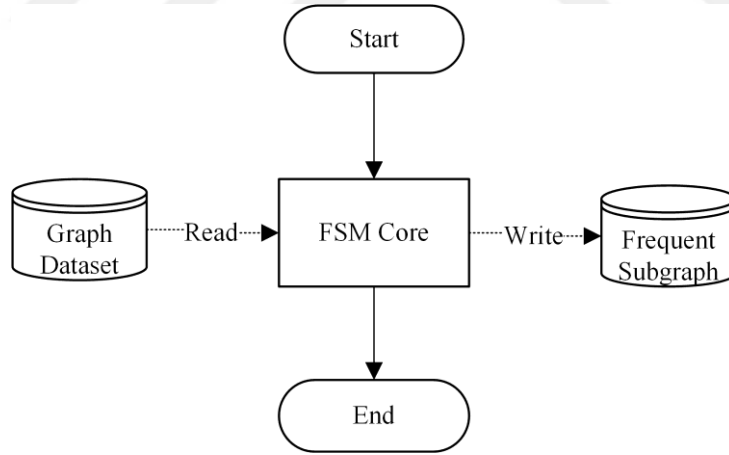 Start
Graph
Dataset
Read
FSM Core
Write
Frequent
Subgraph
End